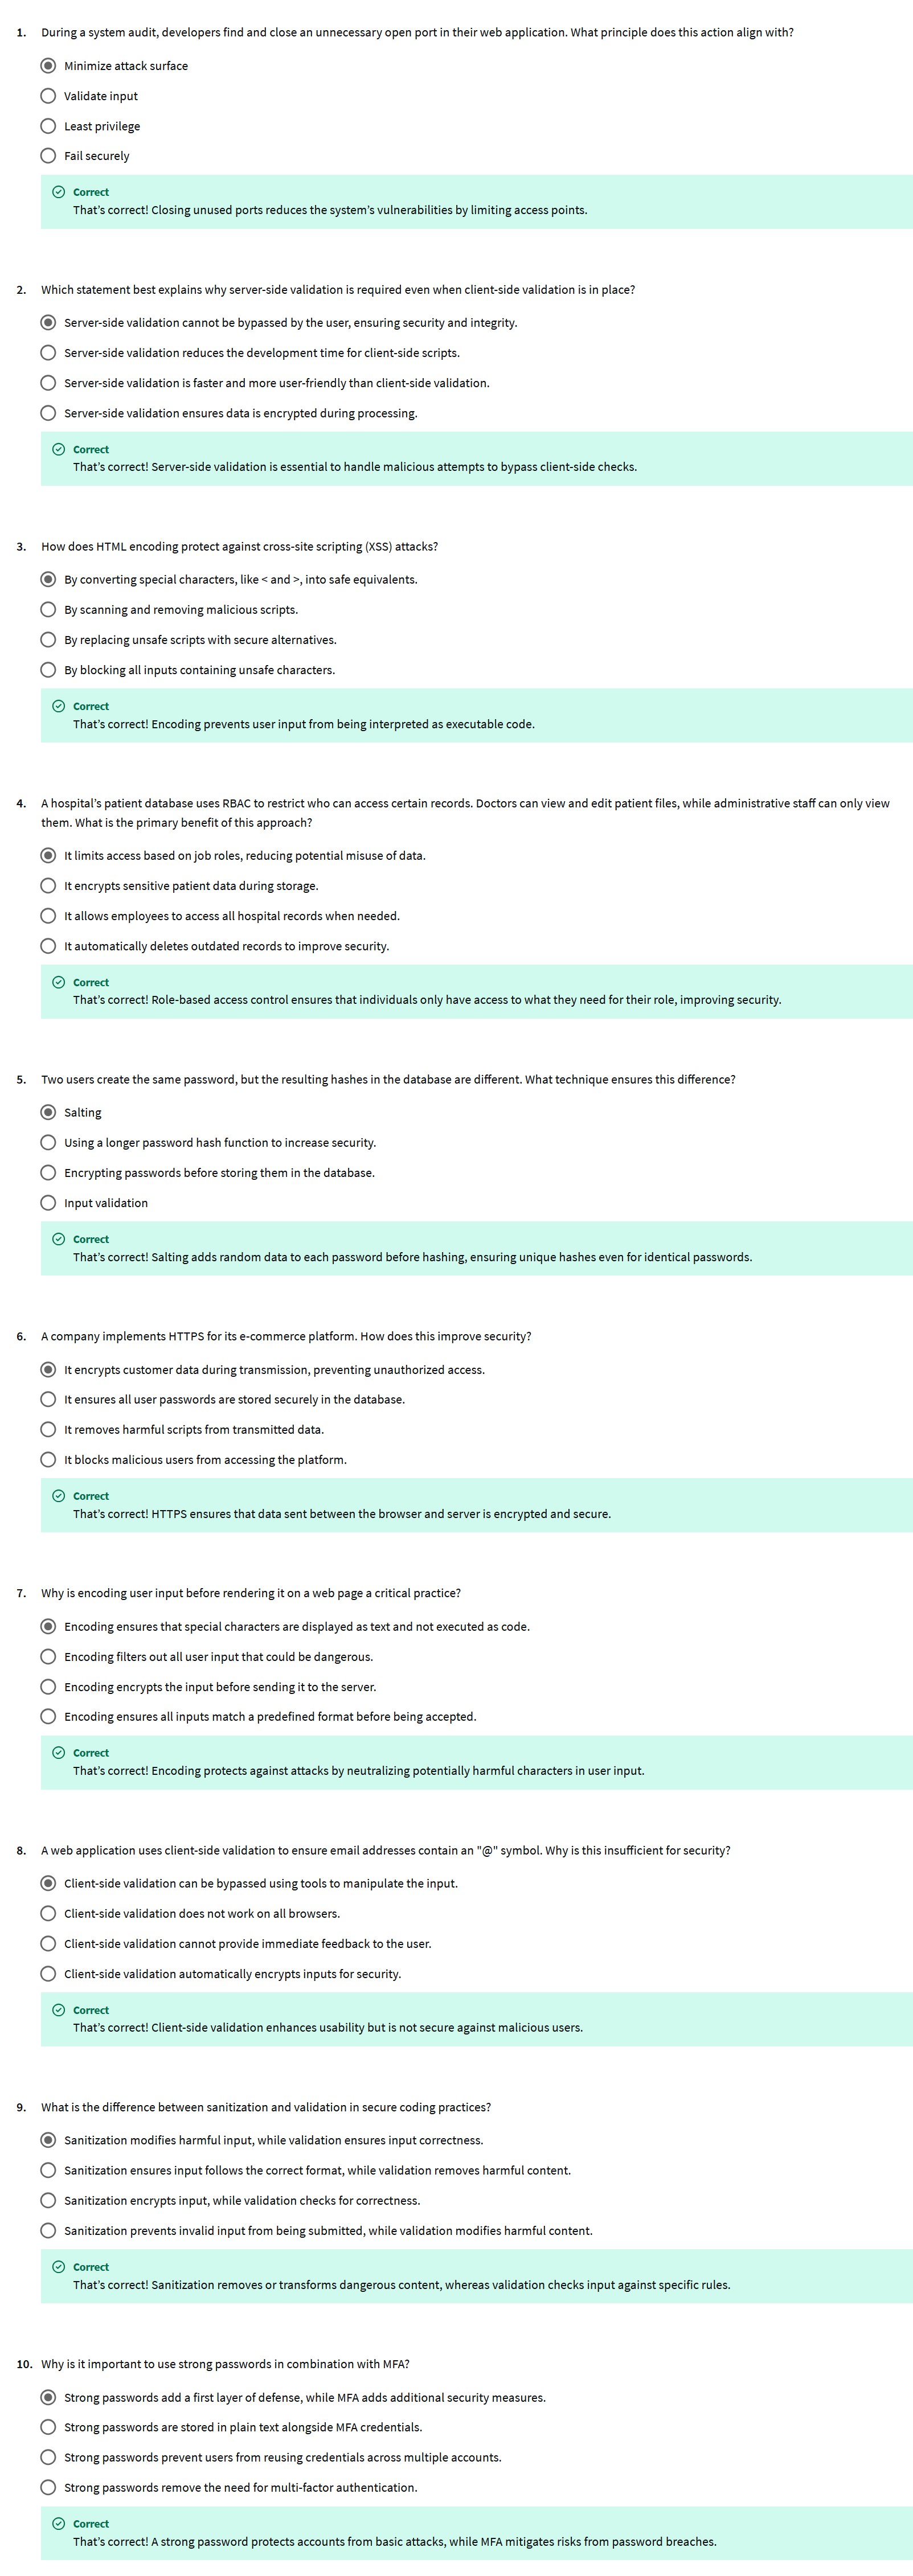 1. During a system audit, developers find and close an unnecessary open port in their web application. What principle does this action align with?
Minimize attack surface
Validate input
Least privilege
Fail securely
Correct
That's correct! Closing unused ports reduces the system's vulnerabilities by limiting access points.
2. Which statement best explains why server-side validation is required even when client-side validation is in place?
Server-side validation cannot be bypassed by the user, ensuring security and integrity.
Server-side validation reduces the development time for client-side scripts.
Server-side validation is faster and more user-friendly than client-side validation.
Server-side validation ensures data is encrypted during processing.
Correct
That's correct! Server-side validation is essential to handle malicious attempts to bypass client-side checks.
3. How does HTML encoding protect against cross-site scripting (XSS) attacks?
By converting special characters, like < and >, into safe equivalents.
By scanning and removing malicious scripts.
By replacing unsafe scripts with secure alternatives.
By blocking all inputs containing unsafe characters.
Correct
That's correct! Encoding prevents user input from being interpreted as executable code.
4. A hospital's patient database uses RBAC to restrict who can access certain records. Doctors can view and edit patient files, while administrative staff can only view
them. What is the primary benefit of this approach?
It limits access based on job roles, reducing potential misuse of data.
It encrypts sensitive patient data during storage.
It allows employees to access all hospital records when needed.
It automatically deletes outdated records to improve security.
Correct
That's correct! Role-based access control ensures that individuals only have access to what they need for their role, improving security.
5. Two users create the same password, but the resulting hashes in the database are different. What technique ensures this difference?
Salting
Using a longer password hash function to increase security.
Encrypting passwords before storing them in the database.
Input validation
Correct
That's correct! Salting adds random data to each password before hashing, ensuring unique hashes even for identical passwords.
6. A company implements HTTPS for its e-commerce platform. How does this improve security?
It encrypts customer data during transmission, preventing unauthorized access.
It ensures all user passwords are stored securely in the database.
It removes harmful scripts from transmitted data.
It blocks malicious users from accessing the platform.
Correct
That's correct! HTTPS ensures that data sent between the browser and server is encrypted and secure.
7. Why is encoding user input before rendering it on a web page a critical practice?
Encoding ensures that special characters are displayed as text and not executed as code.
Encoding filters out all user input that could be dangerous.
Encoding encrypts the input before sending it to the server.
Encoding ensures all inputs match a predefined format before being accepted.
Correct
That's correct! Encoding protects against attacks by neutralizing potentially harmful characters in user input.
8. A web application uses client-side validation to ensure email addresses contain an "@" symbol. Why is this insufficient for security?
Client-side validation can be bypassed using tools to manipulate the input.
Client-side validation does not work on all browsers.
Client-side validation cannot provide immediate feedback to the user.
Client-side validation automatically encrypts inputs for security.
Correct
That's correct! Client-side validation enhances usability but is not secure against malicious users.
9. What is the difference between sanitization and validation in secure coding practices?
Sanitization modifies harmful input, while validation ensures input correctness.
Sanitization ensures input follows the correct format, while validation removes harmful content.
Sanitization encrypts input, while validation checks for correctness.
Sanitization prevents invalid input from being submitted, while validation modifies harmful content.
Correct
That's correct! Sanitization removes or transforms dangerous content, whereas validation checks input against specific rules.
10. Why is it important to use strong passwords in combination with MFA?
Strong passwords add a first layer of defense, while MFA adds additional security measures.
Strong passwords are stored in plain text alongside MFA credentials.
Strong passwords prevent users from reusing credentials across multiple accounts.
Strong passwords remove the need for multi-factor authentication.
Correct
That's correct! A strong password protects accounts from basic attacks, while MFA mitigates risks from password breaches.